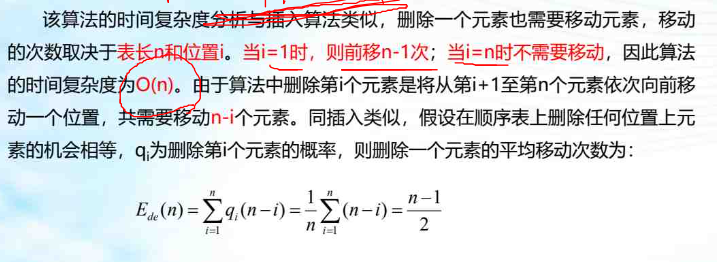 该算法的时间复杂度分析与插入算法类似，删除一个元素也需要移动元素，移动
的次数取决于表长n和位置i。当i=1时，则前移n-1次；当i=n时不需要移动，因此算法
的时间复杂度为O(n)。由于算法中删除第i个元素是将从第i+1至第n个元素依次向前移
动一个位置，共需要移动n-i个元素。同插入类似，假设在顺序表上删除任何位置上元
素的机会相等，qᵢ为删除第i个元素的概率，则删除一个元素的平均移动次数为：
E_de(n)=∑_{i=1}^{n} qᵢ(n-i)=\frac{1}{n}∑_{i=1}^{n}(n-i)=\frac{n-1}{2}